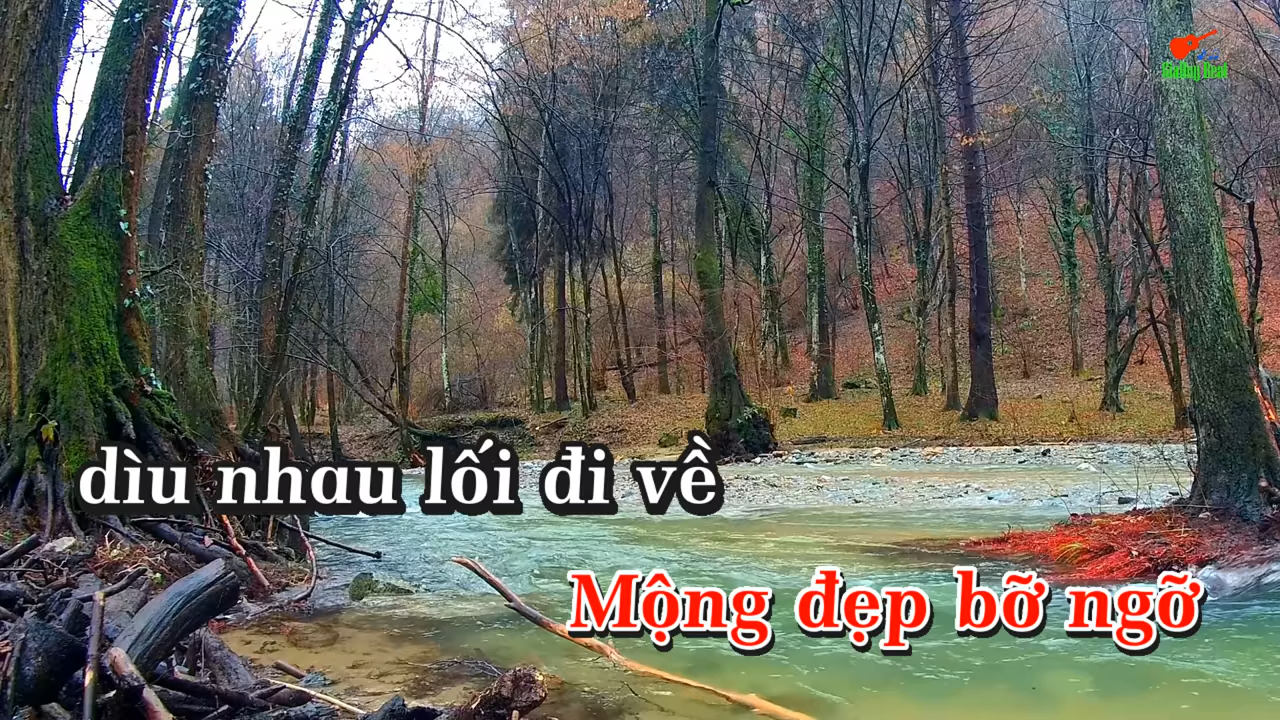 dìu nhau lối đi về
Mộng đẹp bỡ ngỡ